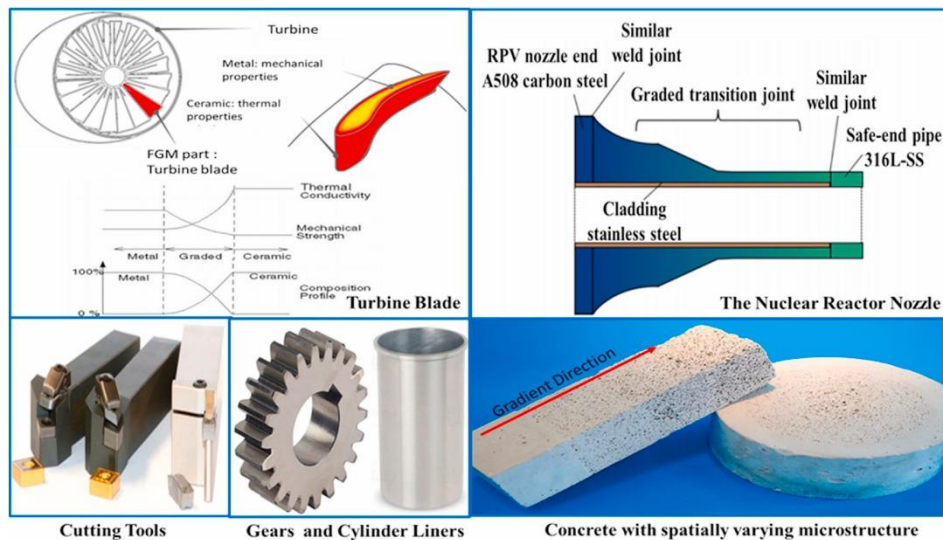 Turbine
Metal: mechanical
properties
Ceramic: thermal
properties
FGM part :
Turbine blade
Thermal
Conductivity
Mechanical
Strength
Metal
Graded
Ceramic
100%
Metal
Ceramic
Composition
Profile
0 %
Turbine Blade
Similar
weld joint
RPV nozzle end
A508 carbon steel
Graded transition joint
Similar
weld joint
Safe-end pipe
316L-SS
Cladding
stainless steel
The Nuclear Reactor Nozzle
Cutting Tools
Gears and Cylinder Liners
Gradient Direction
Concrete with spatially varying microstructure